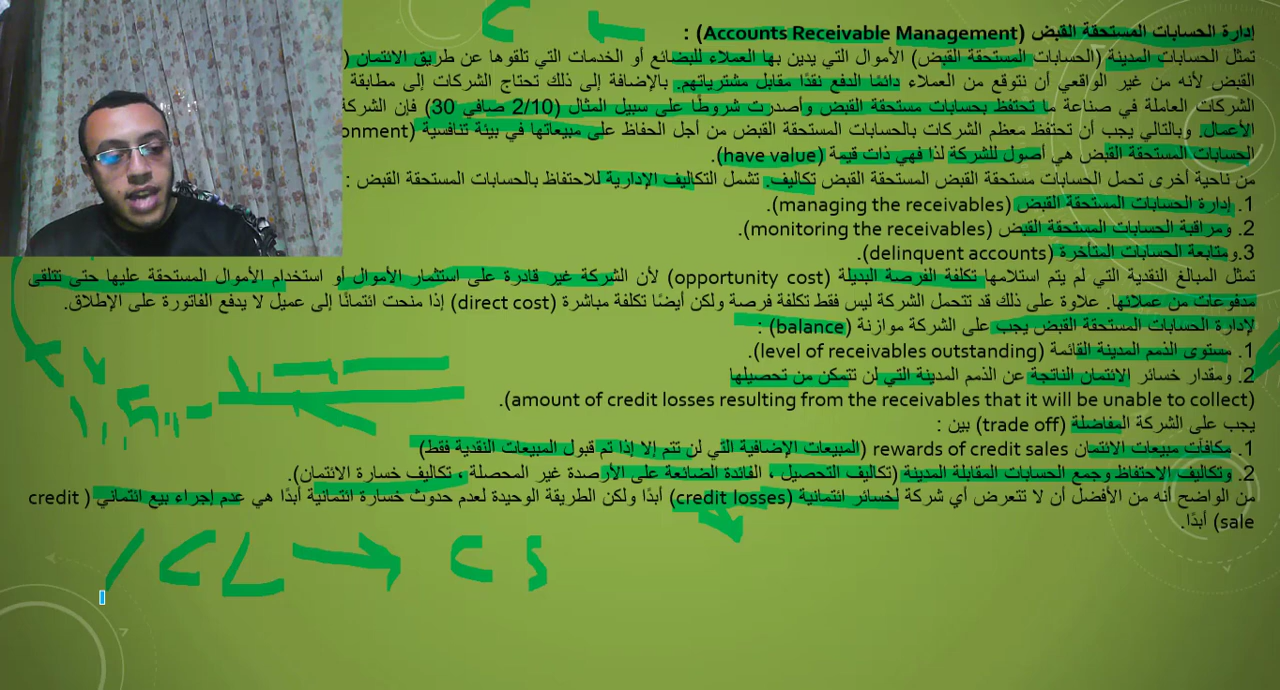 إدارة الحسابات المستحقة القبض (Accounts Receivable Management) :
تمثل الحسابات المدينة (الحسابات المستحقة القبض) الأموال التي يدين بها العملاء للبضائع أو الخدمات التي تلقوها عن طريق الائتمان (
القبض لأنه من غير الواقعي أن نتوقع من العملاء دائمًا الدفع نقدًا مقابل مشترياتهم. بالإضافة إلى ذلك تحتاج الشركات إلى مطابقة
الشركات العاملة في صناعة ما تحتفظ بحسابات مستحقة القبض وأصدرت شروطًا على سبيل المثال (2/10 صافي 30) فإن الشركة
الأعمال. وبالتالي يجب أن تحتفظ معظم الشركات بالحسابات المستحقة القبض من أجل الحفاظ على مبيعاتها في بيئة تنافسية (onment
الحسابات المستحقة القبض هي أصول للشركة لذا فهي ذات قيمة (have value).
من ناحية أخرى تحمل الحسابات مستحقة القبض المستحقة القبض تكاليف. تشمل التكاليف الإدارية للاحتفاظ بالحسابات المستحقة القبض :
1. إدارة الحسابات المستحقة القبض (managing the receivables).
2. ومراقبة الحسابات المستحقة القبض (monitoring the receivables).
3.ومتابعة الحسابات المتأخرة (delinquent accounts).
تمثل المبالغ النقدية التي لم يتم استلامها تكلفة الفرصة البديلة (opportunity cost) لأن الشركة غير قادرة على استثمار الأموال أو استخدام الأموال المستحقة عليها حتى تتلقى
مدفوعات من عملائها. علاوة على ذلك قد تتحمل الشركة ليس فقط تكلفة فرصة ولكن أيضًا تكلفة مباشرة (direct cost) إذا منحت ائتمانًا إلى عميل لا يدفع الفاتورة على الإطلاق.
لإدارة الحسابات المستحقة القبض يجب على الشركة موازنة (balance) :
1. مستوى الذمم المدينة القائمة (level of receivables outstanding).
2. ومقدار خسائر الائتمان الناتجة عن الذمم المدينة التي لن تتمكن من تحصيلها
(amount of credit losses resulting from the receivables that it will be unable to collect).
يجب على الشركة المفاضلة (trade off) بين :
1. مكافآت مبيعات الائتمان rewards of credit sales (المبيعات الإضافية التي لن تتم إلا إذا تم قبول المبيعات النقدية فقط)
2. وتكاليف الاحتفاظ وجمع الحسابات المقابلة المدينة (تكاليف التحصيل ، الفائدة الضائعة على الأرصدة غير المحصلة ، تكاليف خسارة الائتمان).
من الواضح أنه من الأفضل أن لا تتعرض أي شركة لخسائر ائتمانية (credit losses) أبدًا ولكن الطريقة الوحيدة لعدم حدوث خسارة ائتمانية أبدًا هي عدم إجراء بيع ائتماني ( credit
sale) أبدًا.
CL → CS